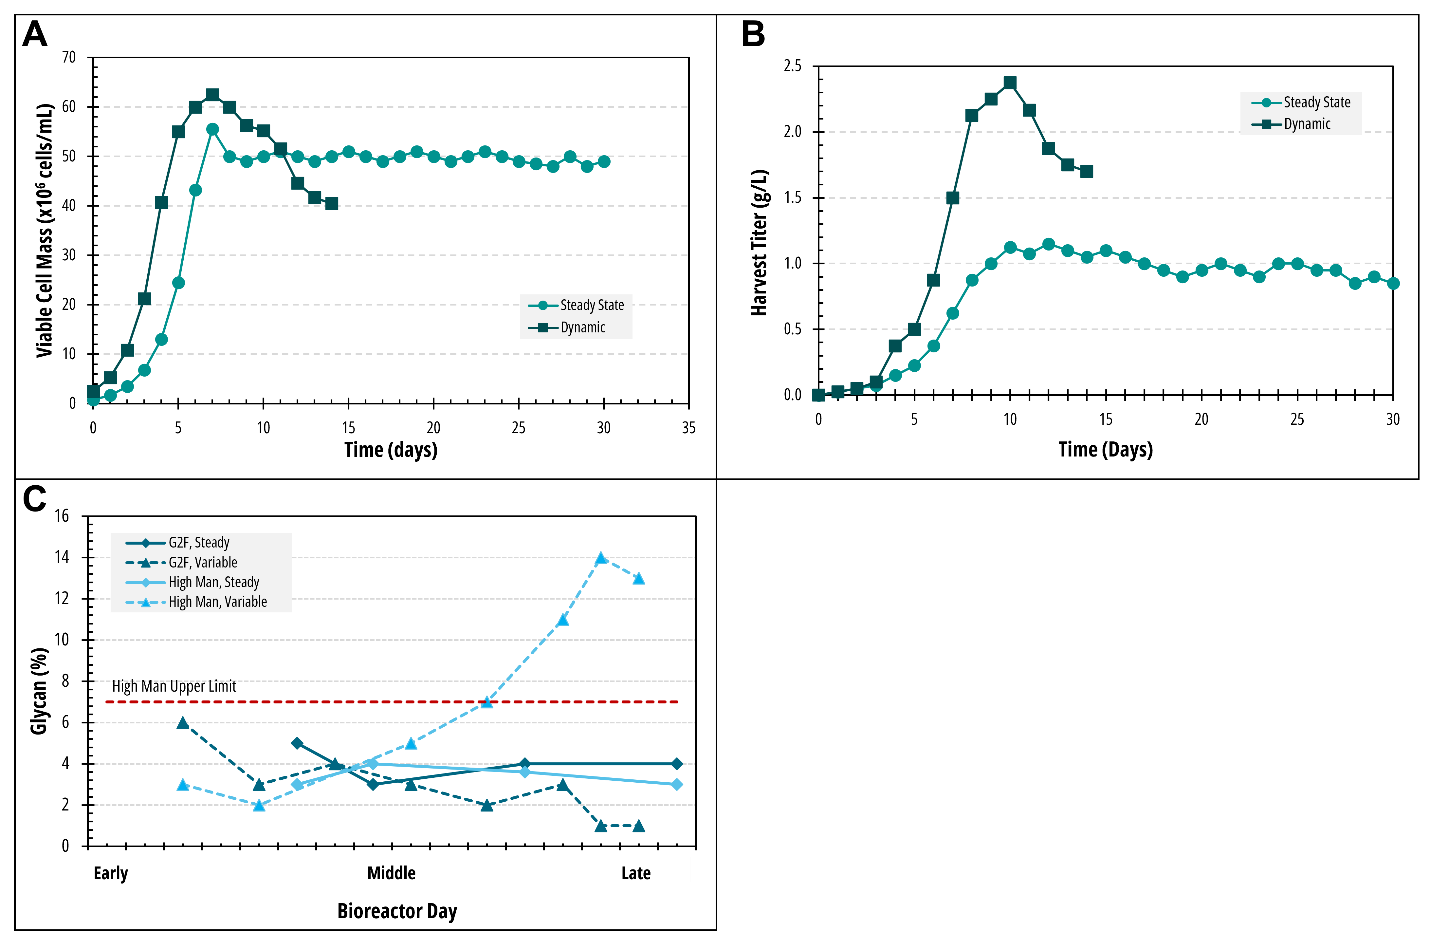 A
Viable Cell Mass (x10⁶ cells/mL)
70
60
50
40
30
20
10
0
0 5 10 15 20 25 30 35
Time (days)
Steady State
Dynamic
B
Harvest Titer (g/L)
2.5
2.0
1.5
1.0
0.5
0.0
0 5 10 15 20 25 30
Time (Days)
Steady State
Dynamic
C
Glycan (%)
16
14
12
10
8
6
4
2
0
G2F, Steady
G2F, Variable
High Man, Steady
High Man, Variable
High Man Upper Limit
Early Middle Late
Bioreactor Day